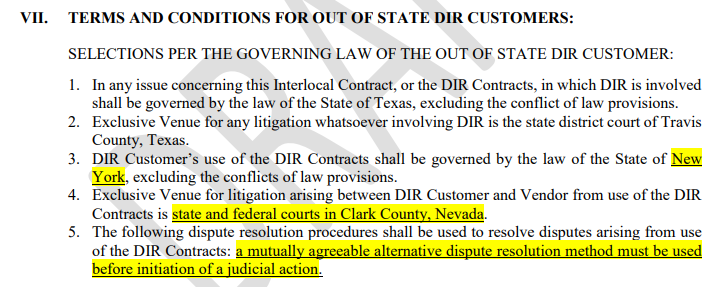 VII. TERMS AND CONDITIONS FOR OUT OF STATE DIR CUSTOMERS:
SELECTIONS PER THE GOVERNING LAW OF THE OUT OF STATE DIR CUSTOMER:
1. In any issue concerning this Interlocal Contract, or the DIR Contracts, in which DIR is involved
shall be governed by the law of the State of Texas, excluding the conflict of law provisions.
2. Exclusive Venue for any litigation whatsoever involving DIR is the state district court of Travis
County, Texas.
3. DIR Customer's use of the DIR Contracts shall be governed by the law of the State of New
York, excluding the conflicts of law provisions.
4. Exclusive Venue for litigation arising between DIR Customer and Vendor from use of the DIR
Contracts is state and federal courts in Clark County, Nevada.
5. The following dispute resolution procedures shall be used to resolve disputes arising from use
of the DIR Contracts: a mutually agreeable alternative dispute resolution method must be used
before initiation of a judicial action.